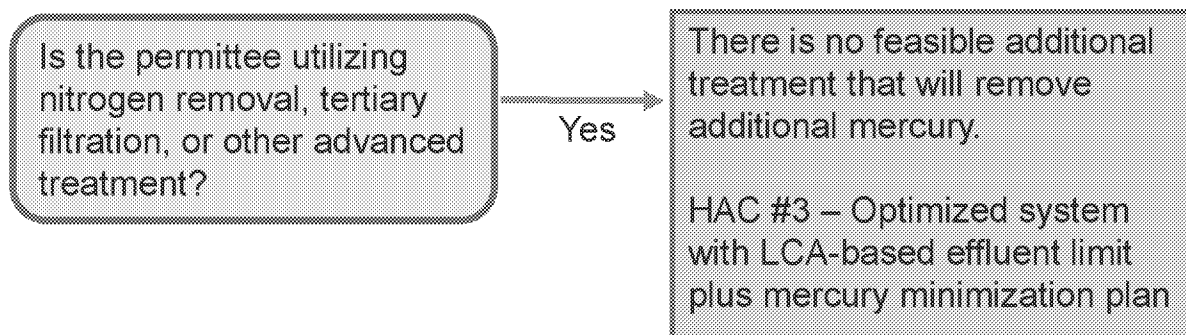 Is the permittee utilizing
nitrogen removal, tertiary
filtration, or other advanced
treatment?
Yes
There is no feasible additional
treatment that will remove
additional mercury.
HAC #3 – Optimized system
with LCA-based effluent limit
plus mercury minimization plan